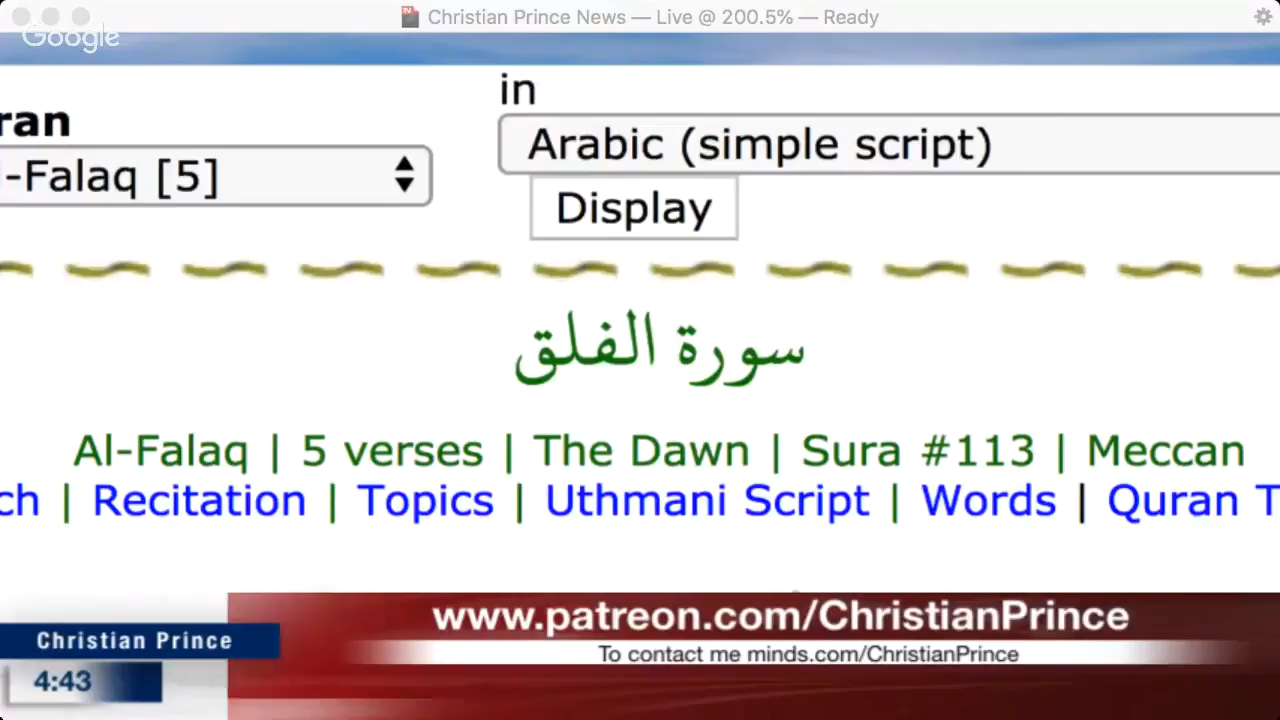 Christian Prince News — Live @ 200.5% — Ready
Google
in
ran
Arabic (simple script)
-Falaq [5]
Display
سورة الفلق
Al-Falaq | 5 verses | The Dawn | Sura #113 | Meccan
ch | Recitation | Topics | Uthmani Script | Words | Quran T
www.patreon.com/ChristianPrince
Christian Prince
To contact me minds.com/ChristianPrince
4:43